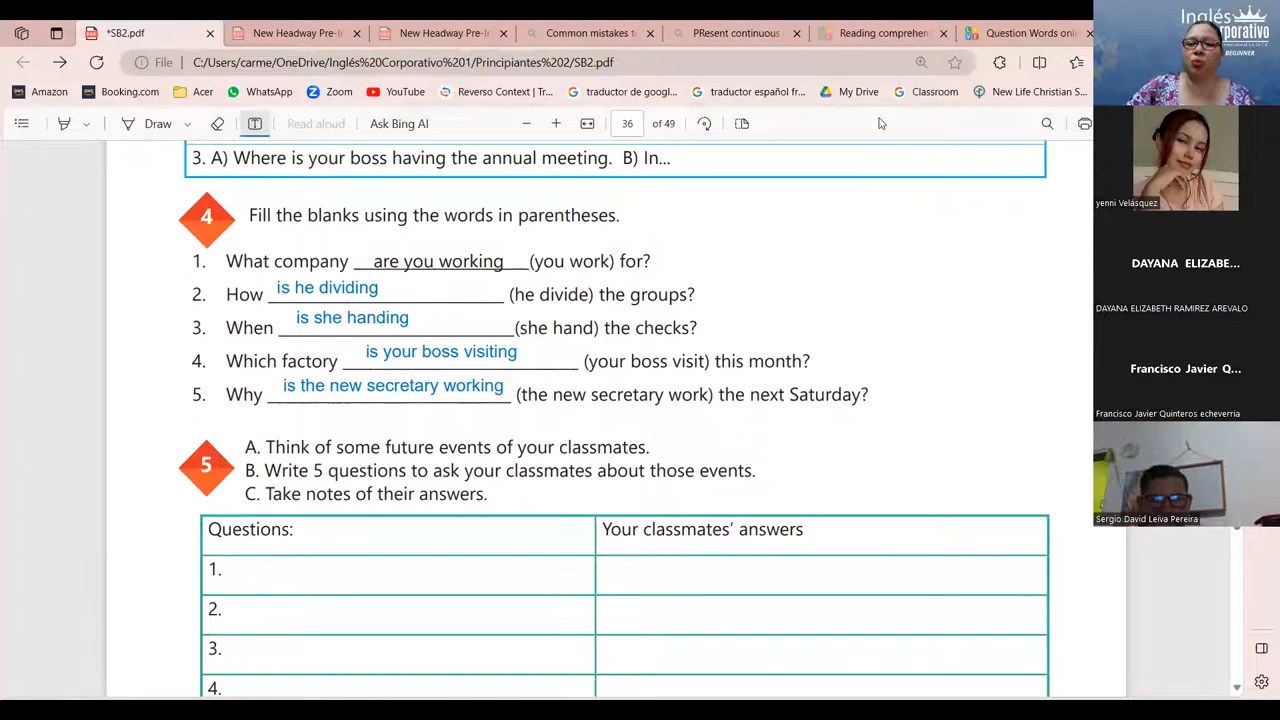 *SB2.pdf
New Headway Pre-In
New Headway Pre-In
Common mistakes t
PResent continuous
Reading comprehen
Question Words onl
File
C:/Users/carme/OneDrive/Inglés%20Corporativo%201/Principiante%2002/SB2.pdf
Amazon
Booking.com
Acer
WhatsApp
Zoom
YouTube
Reverso Context | Tr...
traductor de googl...
traductor español fr...
My Drive
Classroom
New Life Christian S...
Draw
Read aloud
Ask Bing AI
36
of 49
3. A) Where is your boss having the annual meeting. B) In...
4
Fill the blanks using the words in parentheses.
1. What company __are you working__(you work) for?
2. How is he dividing (he divide) the groups?
3. When is she handing (she hand) the checks?
4. Which factory is your boss visiting (your boss visit) this month?
5. Why is the new secretary working (the new secretary work) the next Saturday?
5
A. Think of some future events of your classmates.
B. Write 5 questions to ask your classmates about those events.
C. Take notes of their answers.
Questions:
Your classmates’ answers
1.
2.
3.
4.
Inglés
BEGINNER
yenni Velásquez
DAYANA ELIZABE...
DAYANA ELIZABETH RAMIREZ AREVALO
Francisco Javier Q...
Francisco Javier Quinteros echeverria
Sergio David Leiva Pereira